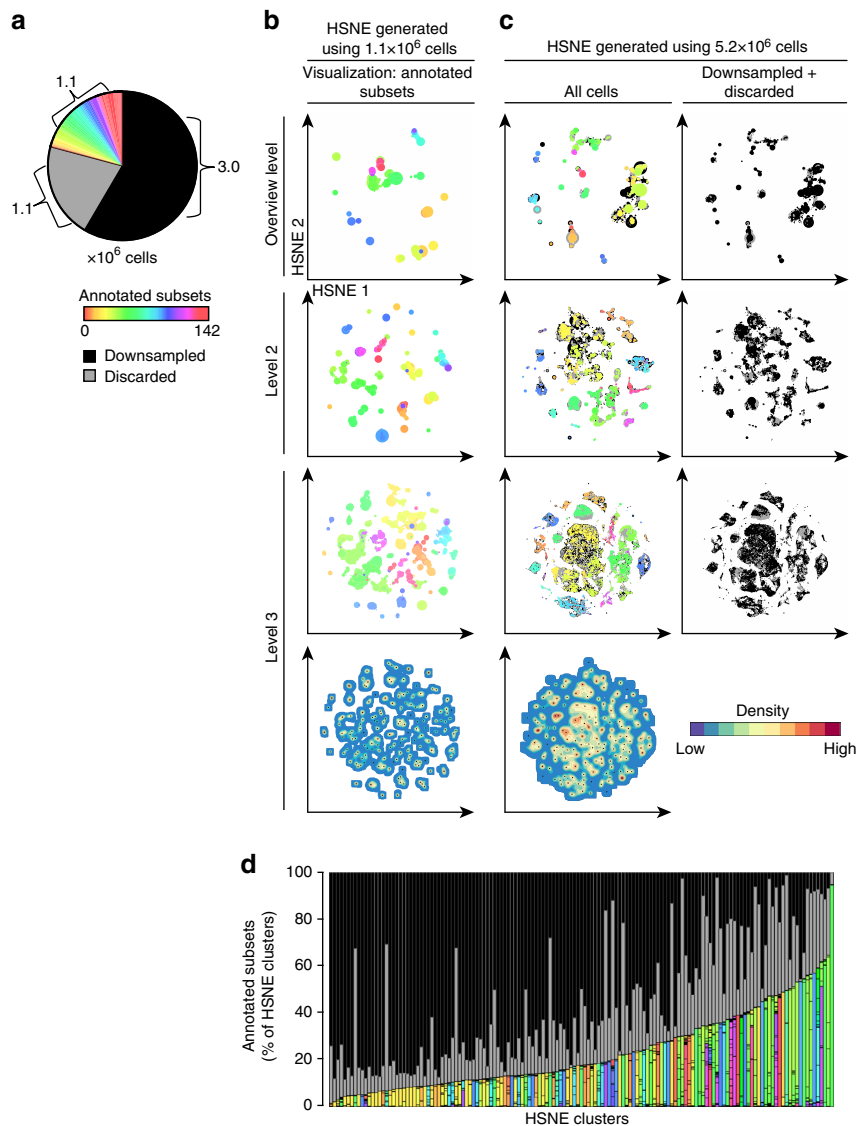 a
1.1
3.0
1.1
×10⁶ cells
Annotated subsets
0 142
Downsampled
Discarded
b
HSNE generated
using 1.1×10⁶ cells
Visualization: annotated
subsets
c
HSNE generated using 5.2×10⁶ cells
All cells
Downsampled +
discarded
Overview level
HSNE 2
HSNE 1
Level 2
Level 3
Density
Low High
d
Annotated subsets
(% of HSNE clusters)
100
80
60
40
20
0
HSNE clusters